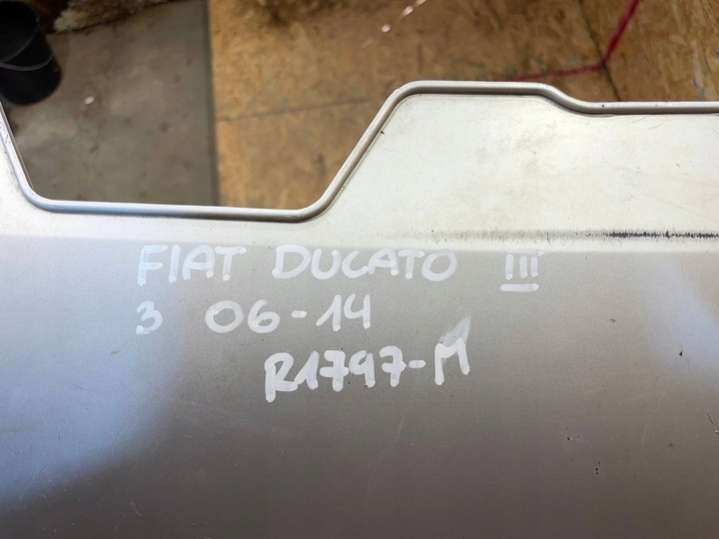 FIAT DUCATO III
3 06-14
R1797-M